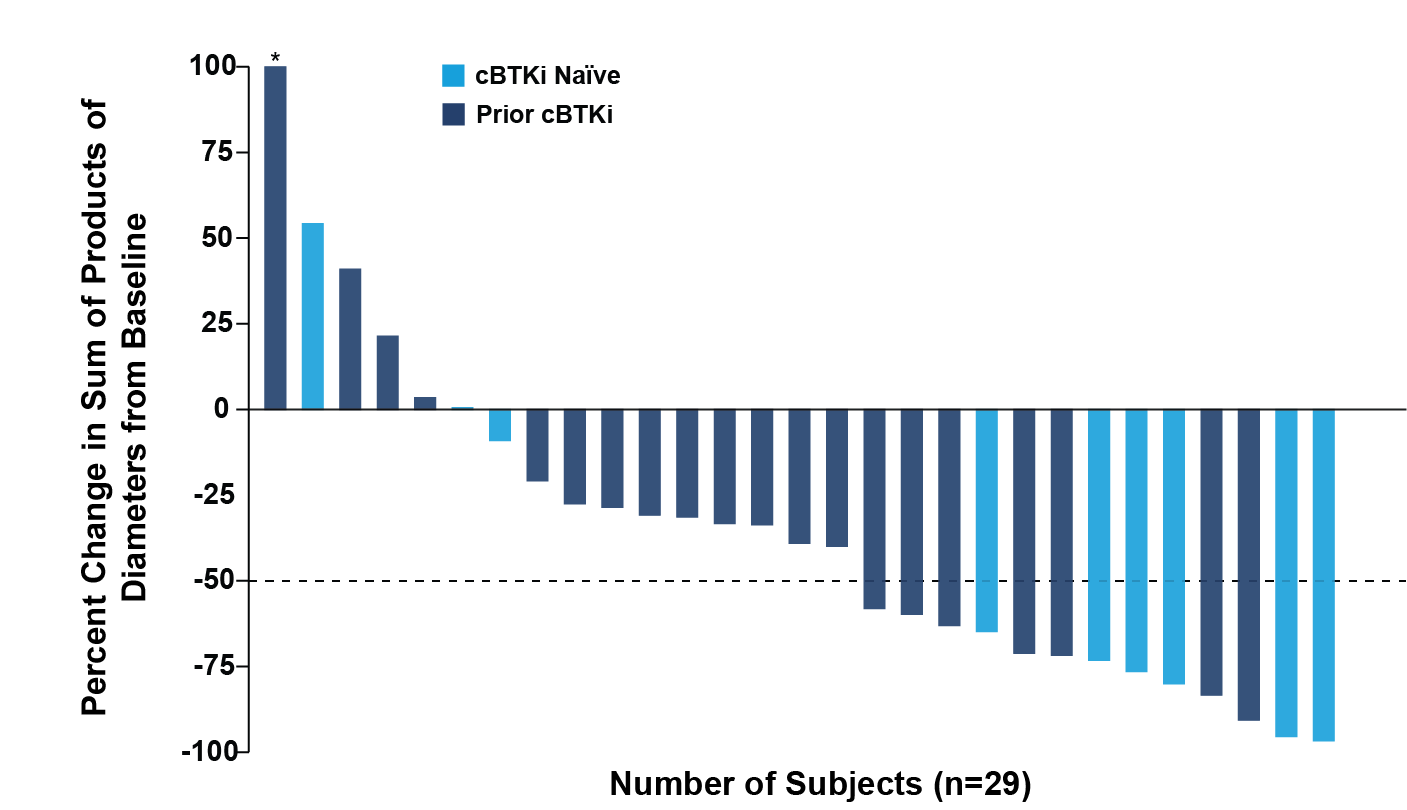 *
100
75
50
25
0
-25
-50
-75
-100
cBTKi Naïve
Prior cBTKi
Percent Change in Sum of Products of
Diameters from Baseline
Number of Subjects (n=29)